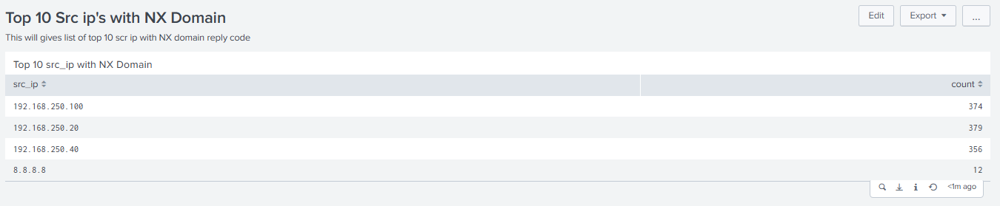 Top 10 Src ip's with NX Domain
Edit Export ...
This will gives list of top 10 scr ip with NX domain reply code
Top 10 src_ip with NX Domain
src_ip count
192.168.250.100 374
192.168.250.20 379
192.168.250.40 356
8.8.8.8 12
<1m ago